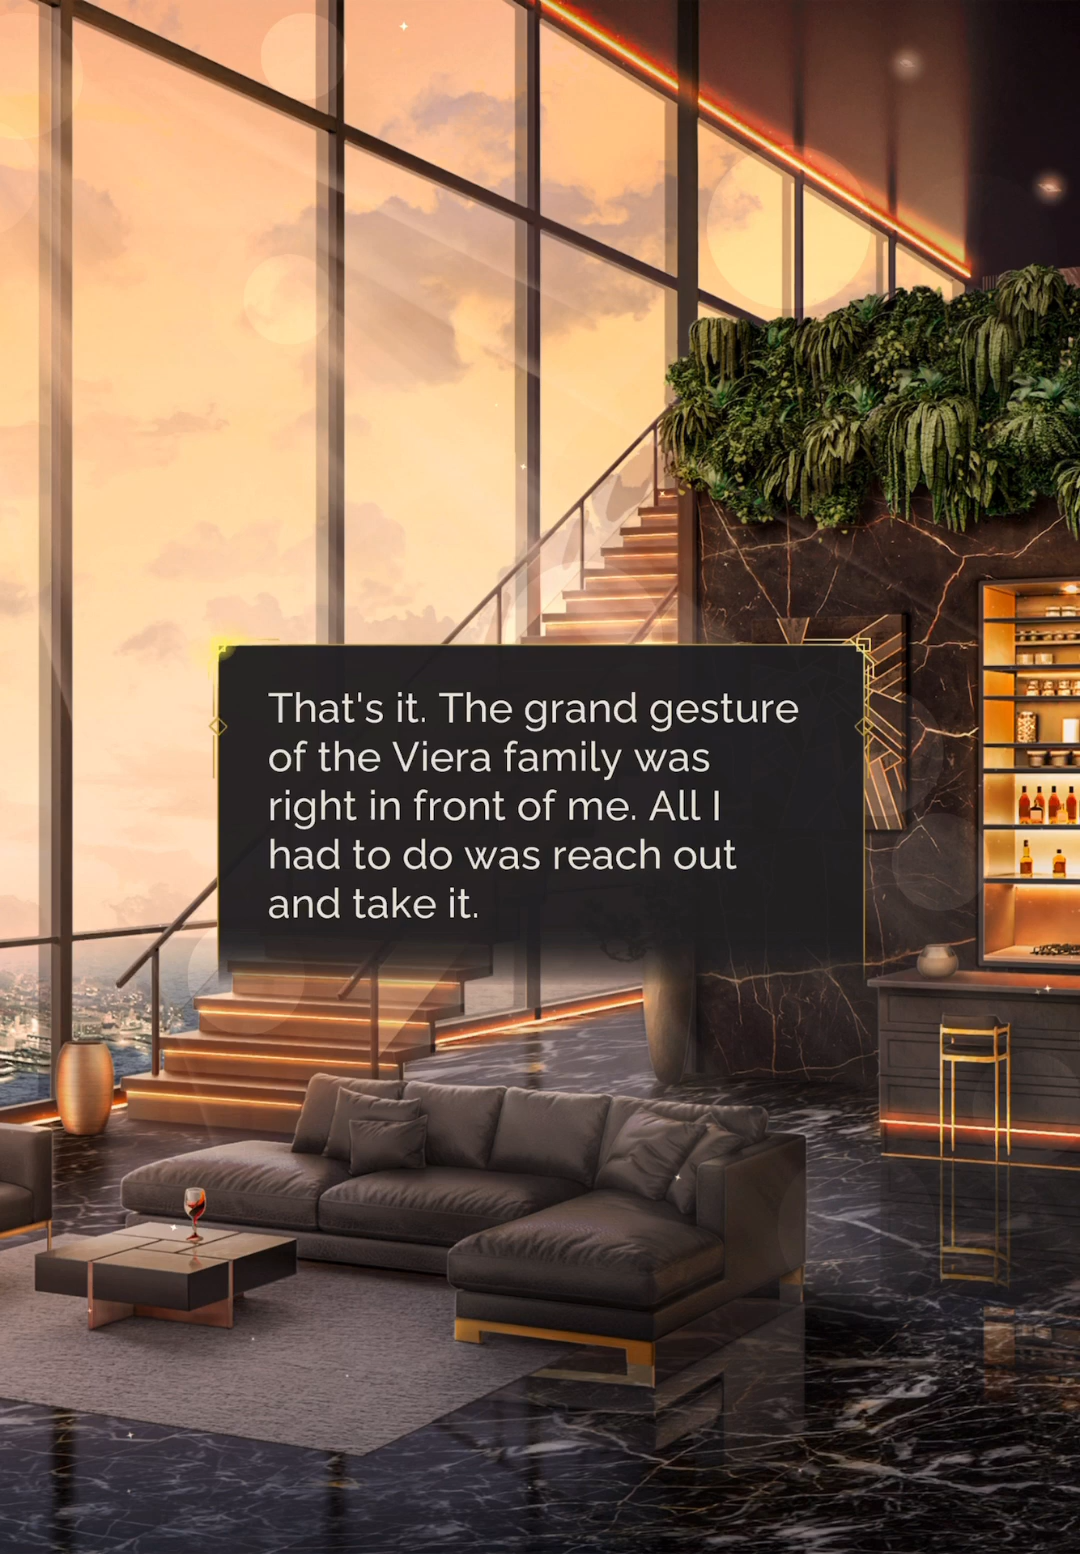 That's it. The grand gesture
of the Viera family was
right in front of me. All I
had to do was reach out
and take it.